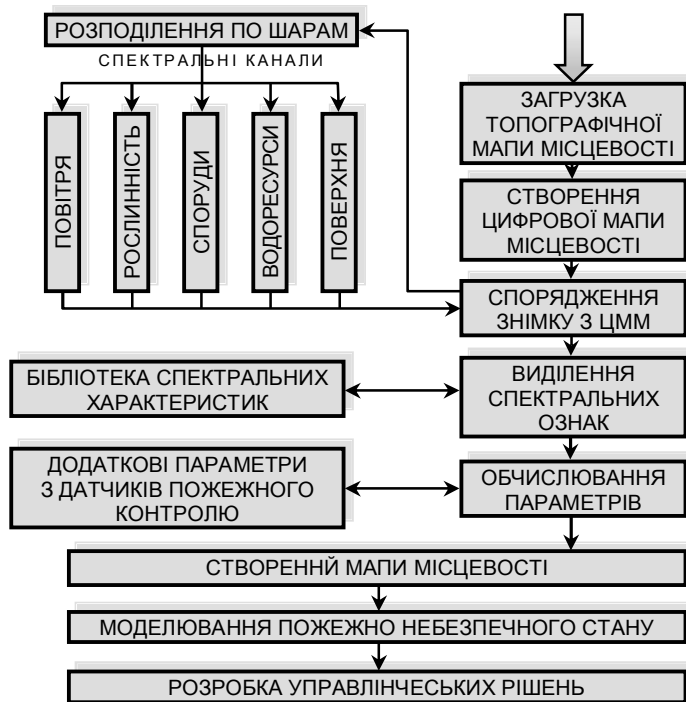 РОЗПОДІЛЕННЯ ПО ШАРАМ
СПЕКТРАЛЬНІ КАНАЛИ
ПОВІТРЯ
РОСЛИННІСТЬ
СПОРУДИ
ВОДОРЕСУРСИ
ПОВЕРХНЯ
ЗАГРУЗКА
ТОПОГРАФІЧНОЇ
МАПИ МІСЦЕВОСТІ
СТВОРЕННЯ
ЦИФРОВОЇ МАПИ
МІСЦЕВОСТІ
СПОРЯДЖЕННЯ
ЗНІМКУ З ЦММ
БІБЛІОТЕКА СПЕКТРАЛЬНИХ
ХАРАКТЕРИСТИК
ВИДІЛЕННЯ
СПЕКТРАЛЬНИХ
ОЗНАК
ДОДАТКОВІ ПАРАМЕТРИ
З ДАТЧИКІВ ПОЖЕЖНОГО
КОНТРОЛЮ
ОБЧИСЛЮВАННЯ
ПАРАМЕТРІВ
СТВОРЕННЙ МАПИ МІСЦЕВОСТІ
МОДЕЛЮВАННЯ ПОЖЕЖНО НЕБЕЗПЕЧНОГО СТАНУ
РОЗРОБКА УПРАВЛІНЧЕСЬКИХ РІШЕНЬ